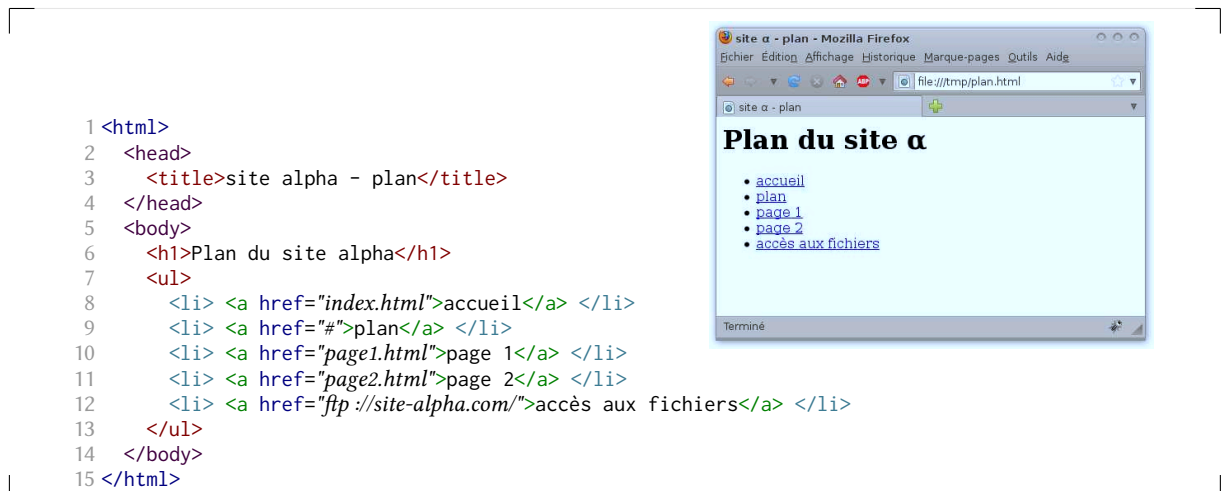 site α - plan - Mozilla Firefox
Fichier Édition Affichage Historique Marque-pages Outils Aide
ABP file:///tmp/plan.html
site α - plan
Plan du site α
• accueil
• plan
• page 1
• page 2
• accès aux fichiers
Terminé
1 <html>
2 <head>
3 <title>site alpha - plan</title>
4 </head>
5 <body>
6 <h1>Plan du site alpha</h1>
7 <ul>
8 <li> <a href="index.html">accueil</a> </li>
9 <li> <a href="#">plan</a> </li>
10 <li> <a href="page1.html">page 1</a> </li>
11 <li> <a href="page2.html">page 2</a> </li>
12 <li> <a href="ftp ://site-alpha.com/">accès aux fichiers</a> </li>
13 </ul>
14 </body>
15 </html>